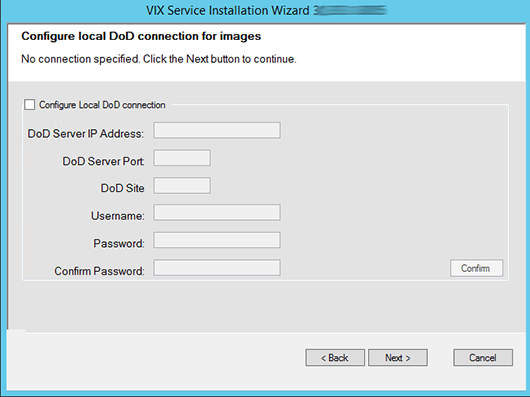 VIX Service Installation Wizard
Configure local DoD connection for images
No connection specified. Click the Next button to continue.
Configure Local DoD connection
DoD Server IP Address:
DoD Server Port:
DoD Site
Username:
Password:
Confirm Password:
Confirm
< Back Next > Cancel